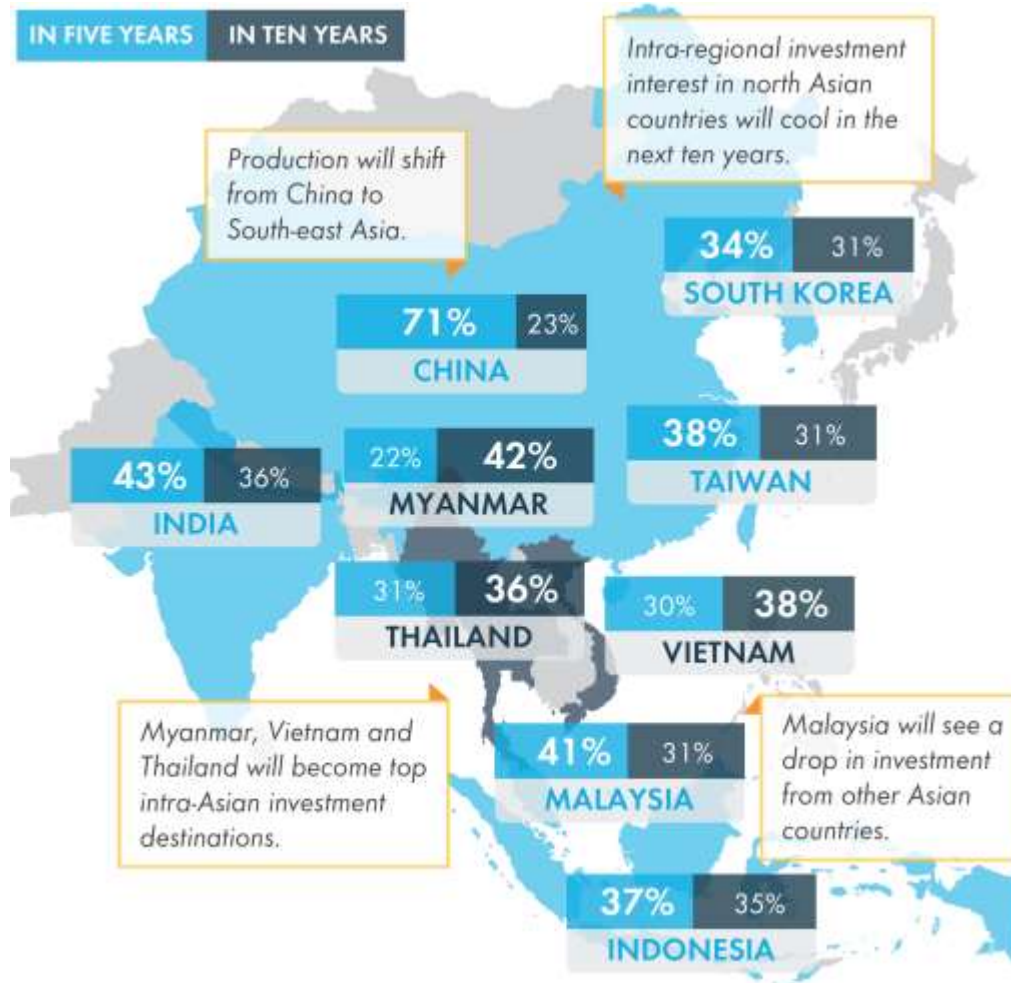 IN FIVE YEARS IN TEN YEARS
Intra-regional investment
interest in north Asian
countries will cool in the
next ten years.
Production will shift
from China to
South-east Asia.
34% 31%
SOUTH KOREA
71% 23%
CHINA
38% 31%
TAIWAN
22% 42%
MYANMAR
43% 36%
INDIA
31% 36%
THAILAND
30% 38%
VIETNAM
Myanmar, Vietnam and
Thailand will become top
intra-Asian investment
destinations.
41% 31%
MALAYSIA
Malaysia will see a
drop in investment
from other Asian
countries.
37% 35%
INDONESIA